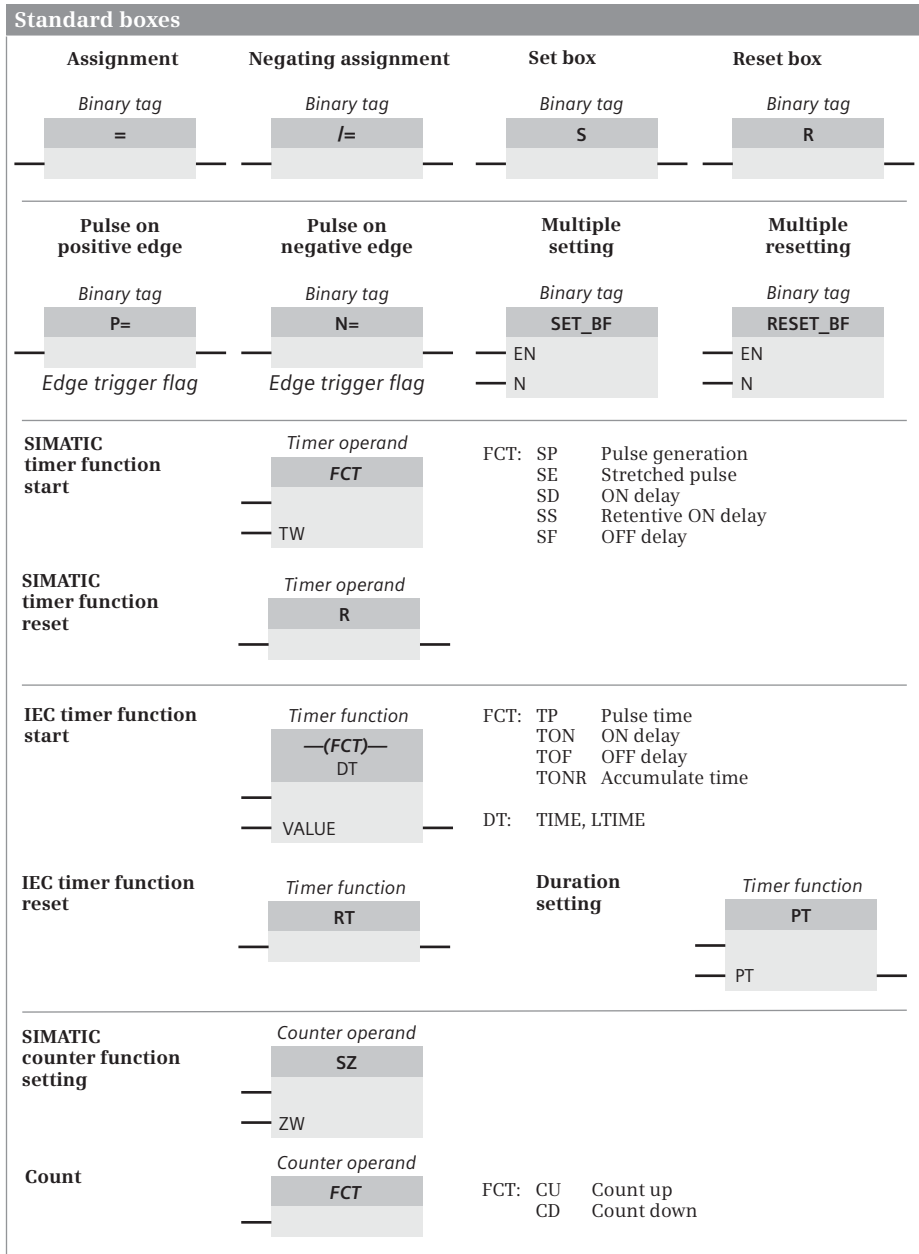 Standard boxes
Assignment
Negating assignment
Set box
Reset box
Binary tag
Binary tag
Binary tag
Binary tag
=
/=
S
R
Pulse on
positive edge
Pulse on
negative edge
Multiple
setting
Multiple
resetting
Binary tag
Binary tag
Binary tag
Binary tag
P=
N=
SET_BF
RESET_BF
EN
EN
N
N
Edge trigger flag
Edge trigger flag
SIMATIC
timer function
start
Timer operand
FCT
TW
FCT: SP Pulse generation
SE Stretched pulse
SD ON delay
SS Retentive ON delay
SF OFF delay
SIMATIC
timer function
reset
Timer operand
R
IEC timer function
start
Timer function
—(FCT)—
DT
VALUE
FCT: TP Pulse time
TON ON delay
TOF OFF delay
TONR Accumulate time
DT: TIME, LTIME
IEC timer function
reset
Timer function
RT
Duration
setting
Timer function
PT
PT
SIMATIC
counter function
setting
Counter operand
SZ
ZW
Count
Counter operand
FCT
FCT: CU Count up
CD Count down